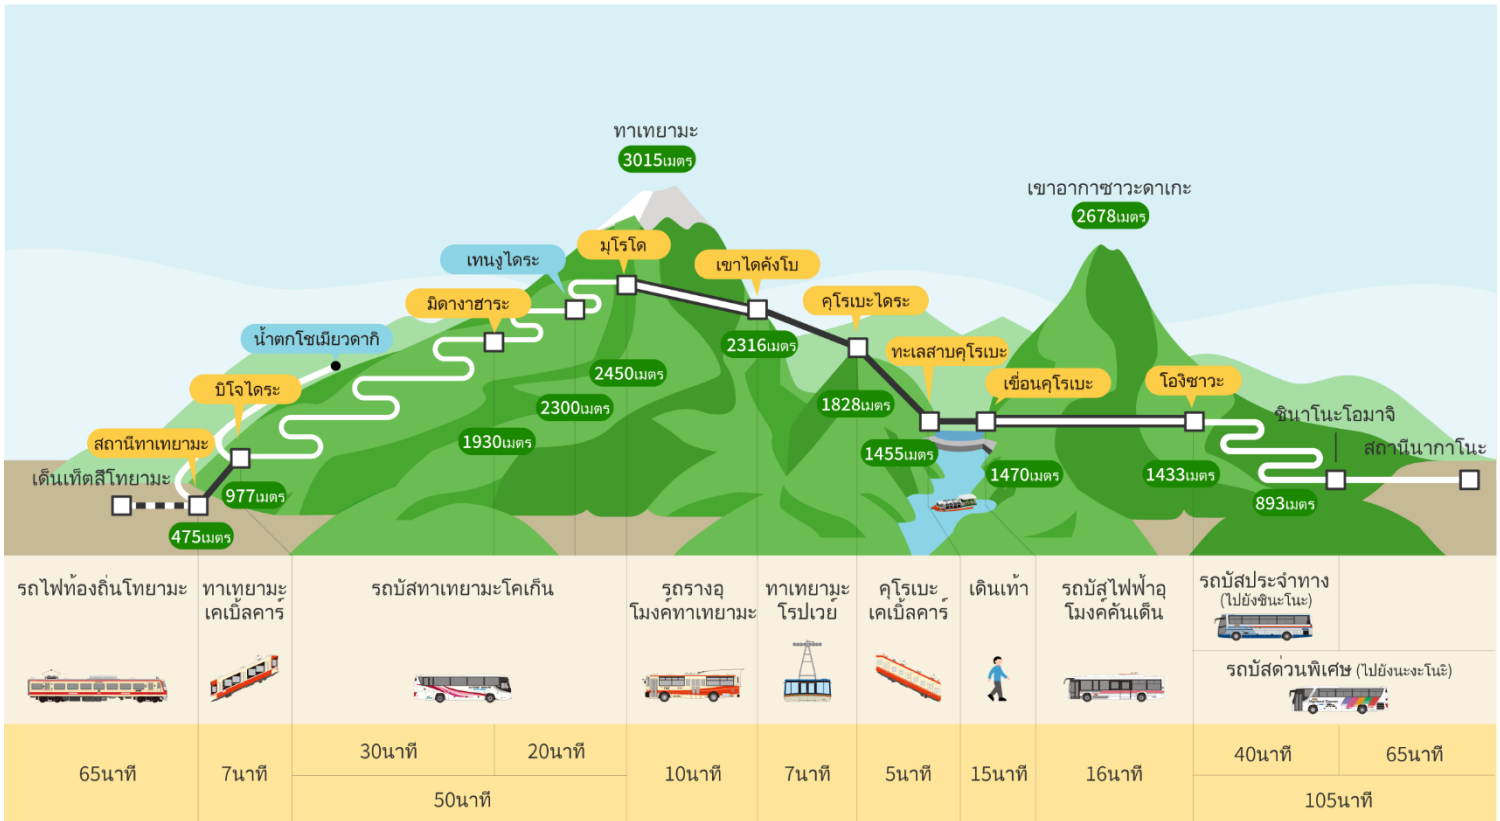 ทาเทยามะ
3015เมตร
เขาอากาซาวะดาเกะ
2678เมตร
มุโรโด
เทนงูไดระ
เขาไดคังโบ
มิดางาฮาระ
คุโรเบะไดระ
น้ำตกโชเมียวดากิ
2316เมตร
ทะเลสาบคุโรเบะ
2450เมตร
บิโจไดระ
เขื่อนคุโรเบะ
โองิซาวะ
2300เมตร
1828เมตร
ชินาโนะโอมาจิ
สถานีทาเทยามะ
1930เมตร
1455เมตร
สถานีนากาโนะ
เด็นเท็ตสึโทยามะ
1470เมตร
1433เมตร
977เมตร
893เมตร
475เมตร
รถไฟท้องถิ่นโทยามะ
ทาเทยามะ
เคเบิ้ลคาร์
รถบัสทาเทยามะโคเก็น
รถรางอุ
โมงค์ทาเทยามะ
ทาเทยามะ
โรปเวย์
คุโรเบะ
เคเบิ้ลคาร์
เดินเท้า
รถบัสไฟฟ้าอุ
โมงค์คันเด็น
รถบัสประจำทาง
(ไปยังชินะโนะ)
รถบัสด่วนพิเศษ (ไปยังนะงะโนะ)
65นาที
7นาที
30นาที
20นาที
50นาที
10นาที
7นาที
5นาที
15นาที
16นาที
40นาที
65นาที
105นาที